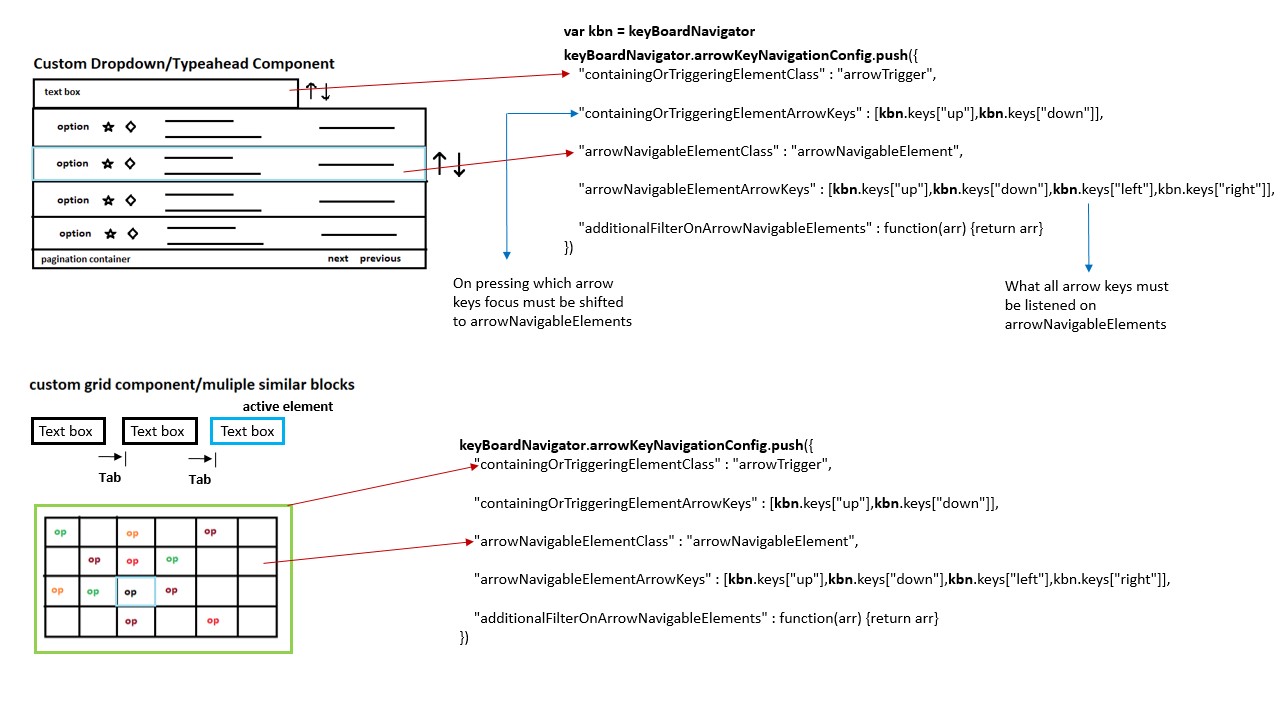 var kbn = keyBoardNavigator
keyBoardNavigator.arrowKeyNavigationConfig.push({
"containingOrTriggeringElementClass" : "arrowTrigger",
"containingOrTriggeringElementArrowKeys" : [kbn.keys["up"],kbn.keys["down"]],
"arrowNavigableElementClass" : "arrowNavigableElement",
"arrowNavigableElementArrowKeys" : [kbn.keys["up"],kbn.keys["down"],kbn.keys["left"],kbn.keys["right"]],
"additionalFilterOnArrowNavigableElements" : function(arr) {return arr}
})
Custom Dropdown/Typeahead Component
text box
option
option
option
option
pagination container next previous
On pressing which arrow
keys focus must be shifted
to arrowNavigableElements
What all arrow keys must
be listened on
arrowNavigableElements
custom grid component/muliple similar blocks
active element
Text box Text box Text box
Tab Tab
op op op
op op op
op op op op
op op
keyBoardNavigator.arrowKeyNavigationConfig.push({
"containingOrTriggeringElementClass" : "arrowTrigger",
"containingOrTriggeringElementArrowKeys" : [kbn.keys["up"],kbn.keys["down"]],
"arrowNavigableElementClass" : "arrowNavigableElement",
"arrowNavigableElementArrowKeys" : [kbn.keys["up"],kbn.keys["down"],kbn.keys["left"],kbn.keys["right"]],
"additionalFilterOnArrowNavigableElements" : function(arr) {return arr}
})